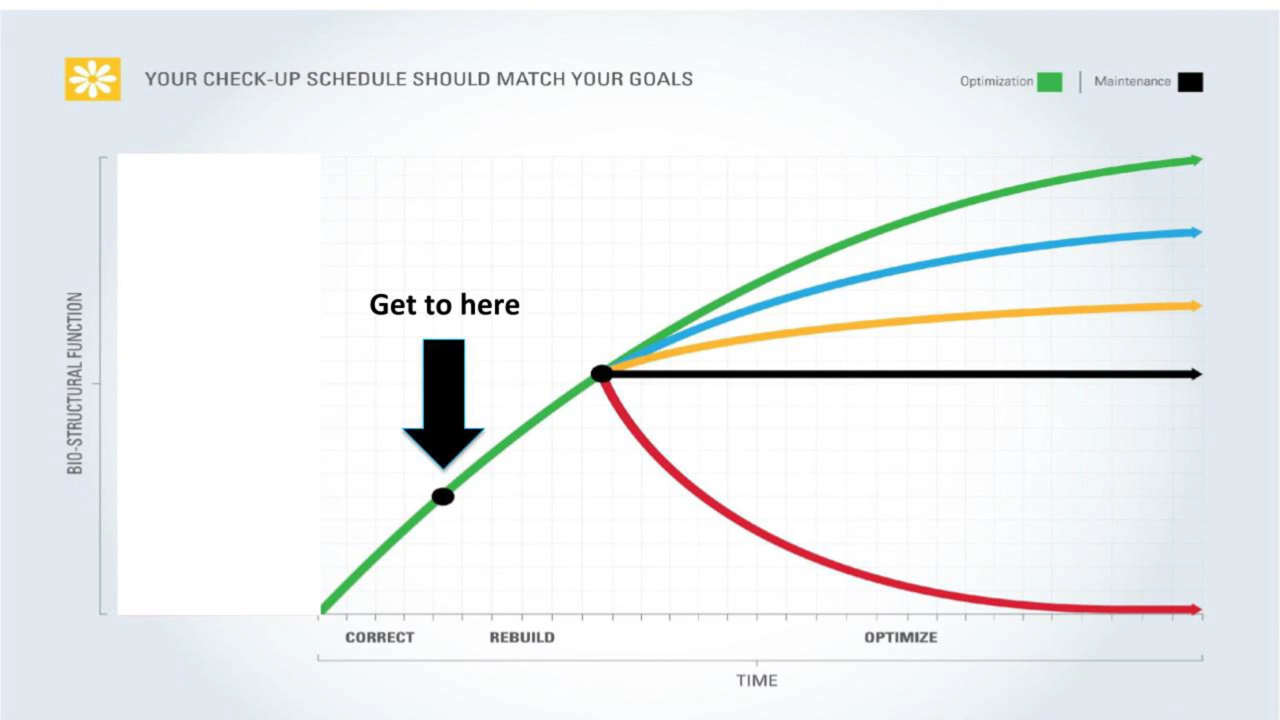 YOUR CHECK-UP SCHEDULE SHOULD MATCH YOUR GOALS
Optimization | Maintenance
Get to here
BIO-STRUCTURAL FUNCTION
CORRECT REBUILD OPTIMIZE
TIME